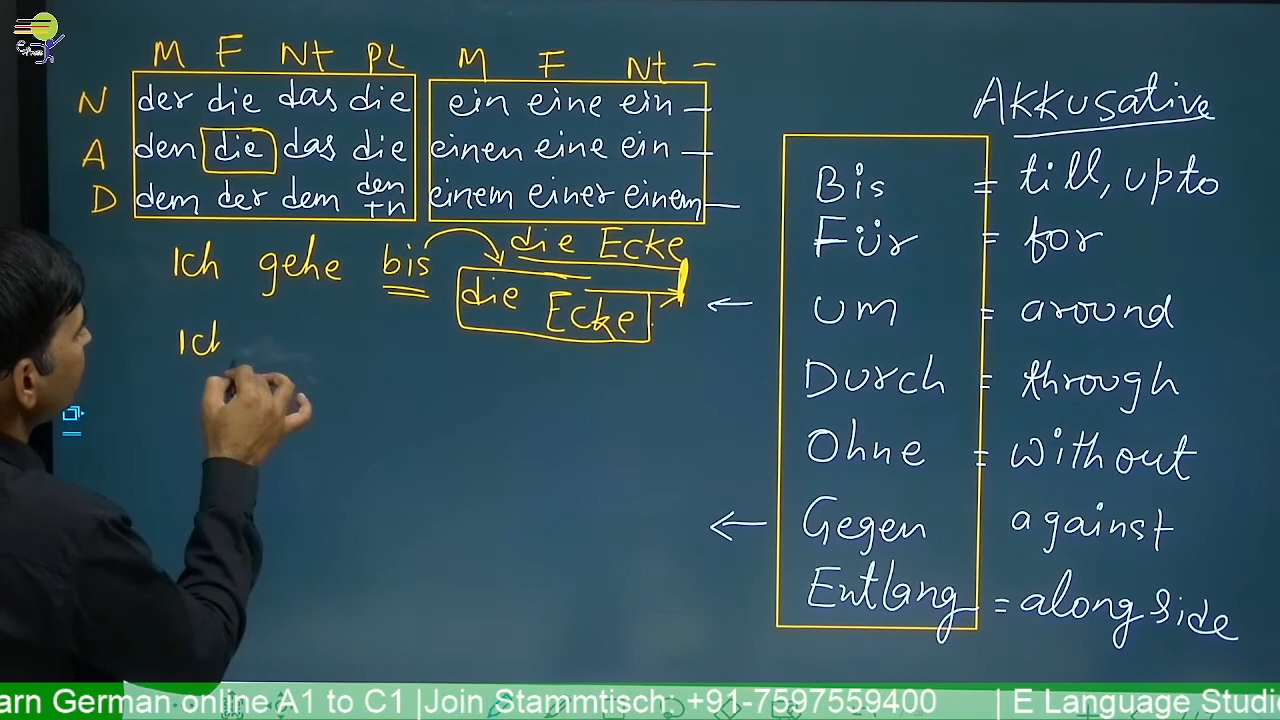 M F Nt PL M F Nt –
N der die das die ein eine ein –
A den die das die einen eine ein –
D dem der dem den +n einem einer einem –
Ich gehe bis die Ecke
die Ecke.
Ich
Akkusative
Bis = till, upto
Für = for
um = around
Durch = through
Ohne = without
Gegen against
Entlang = alongside
arn German online A1 to C1 |Join Stammtisch: +91-7597559400 | E Language Studi